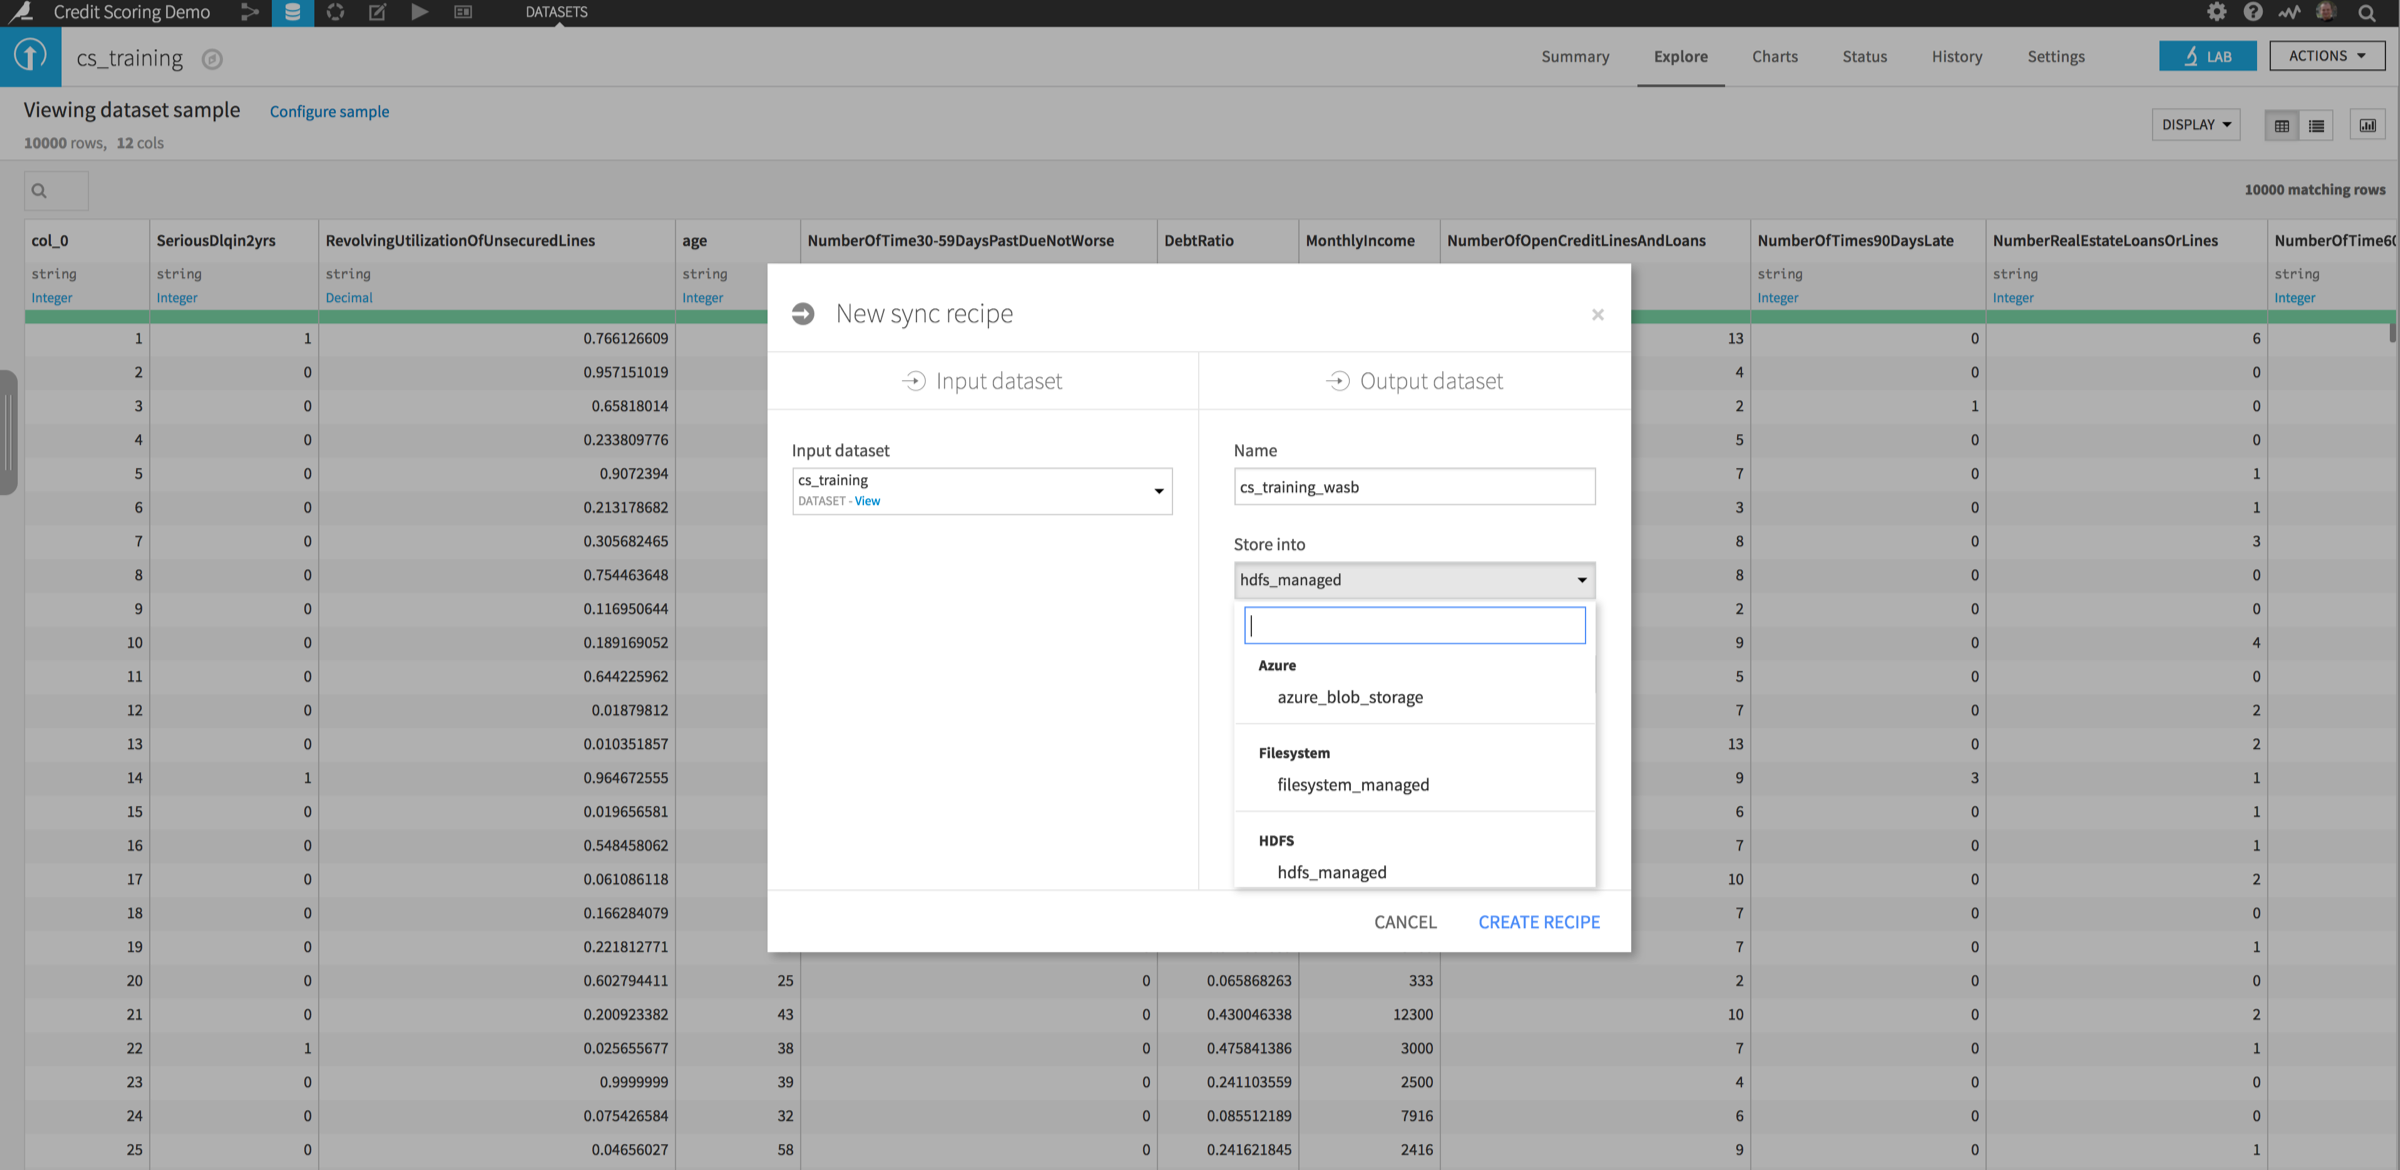 Credit Scoring Demo DATASETS
cs_training Summary Explore Charts Status History Settings LAB ACTIONS
Viewing dataset sample Configure sample
10000 rows, 12 cols
DISPLAY
10000 matching rows
col_0 SeriousDlqin2yrs RevolvingUtilizationOfUnsecuredLines age NumberOfTime30-59DaysPastDueNotWorse DebtRatio MonthlyIncome NumberOfOpenCreditLinesAndLoans NumberOfTimes90DaysLate NumberRealEstateLoansOrLines NumberOfTime60
string string string string string string string
Integer Integer Decimal Integer Integer Integer Integer
1 1 0.766126609 13 0 6
2 0 0.957151019 4 0 0
3 0 0.65818014 2 1 0
4 0 0.233809776 5 0 0
5 0 0.9072394 7 0 1
6 0 0.213178682 3 0 1
7 0 0.305682465 8 0 3
8 0 0.754463648 8 0 0
9 0 0.116950644 2 0 0
10 0 0.189169052 9 0 4
11 0 0.644225962 5 0 0
12 0 0.01879812 7 0 2
13 0 0.010351857 13 0 2
14 1 0.964672555 9 3 1
15 0 0.019656581 6 0 1
16 0 0.548458062 7 0 1
17 0 0.061086118 10 0 2
18 0 0.166284079 7 0 0
19 0 0.221812771 7 0 1
20 0 0.602794411 25 0 0.065868263 333 2 0 0
21 0 0.200923382 43 0 0.430046338 12300 10 0 2
22 1 0.025655677 38 0 0.475841386 3000 7 0 1
23 0 0.9999999 39 0 0.241103559 2500 4 0 0
24 0 0.075426584 32 0 0.085512189 7916 6 0 0
25 0 0.04656027 58 0 0.241621845 2416 9 0 1
New sync recipe ×
Input dataset
Input dataset
cs_training
DATASET - View
Output dataset
Name
cs_training_wasb
Store into
hdfs_managed
Azure
azure_blob_storage
Filesystem
filesystem_managed
HDFS
hdfs_managed
CANCEL CREATE RECIPE